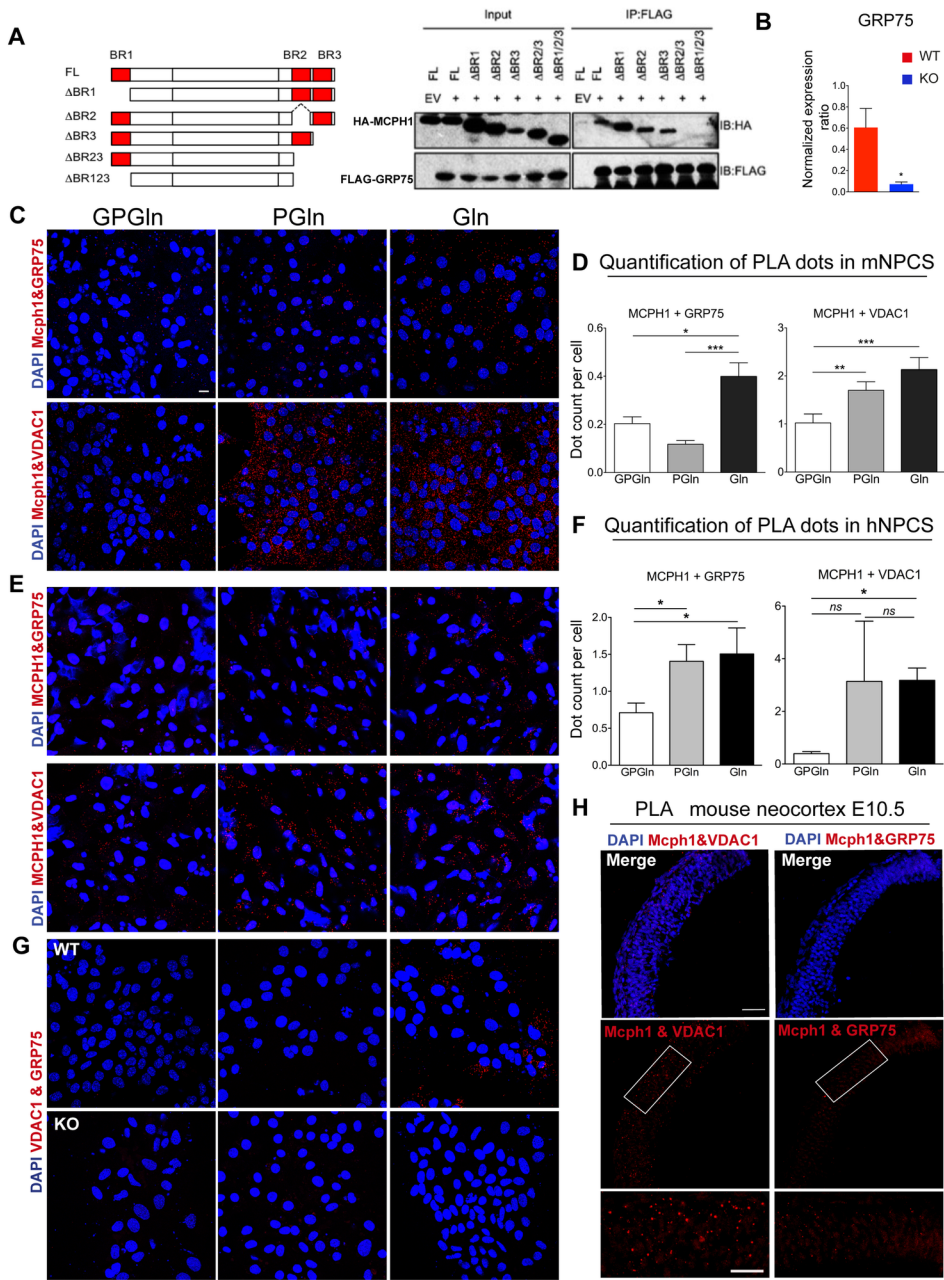 A
BR1 BR2 BR3
FL
ΔBR1
ΔBR2
ΔBR3
ΔBR23
ΔBR123
Input IP:FLAG
FL FL ΔBR1 ΔBR2 ΔBR3 ΔBR2/3 ΔBR1/2/3 FL FL ΔBR1 ΔBR2 ΔBR3 ΔBR2/3 ΔBR1/2/3
EV + + + + + + EV + + + + + +
HA-MCPH1 IB:HA
FLAG-GRP75 IB:FLAG
B GRP75
WT
KO
Normalized expression
ratio
1.0
0.8
0.6
0.4
0.2
0.0
*
C GPGln PGln Gln
DAPI Mcph1&GRP75
DAPI Mcph1&VDAC1
D Quantification of PLA dots in mNPCS
MCPH1 + GRP75 MCPH1 + VDAC1
Dot count per cell
0.6
0.4
0.2
0.0
* ***
GPGln PGln Gln
3
2
1
0
*** **
GPGln PGln Gln
E
DAPI MCPH1&GRP75
DAPI MCPH1&VDAC1
F Quantification of PLA dots in hNPCS
MCPH1 + GRP75 MCPH1 + VDAC1
Dot count per cell
2.0
1.5
1.0
0.5
0.0
* *
GPGln PGln Gln
6
4
2
0
* ns ns
GPGln PGln Gln
G
WT
KO
DAPI VDAC1 & GRP75
H PLA mouse neocortex E10.5
DAPI Mcph1&VDAC1 DAPI Mcph1&GRP75
Merge Merge
Mcph1 & VDAC1 Mcph1 & GRP75